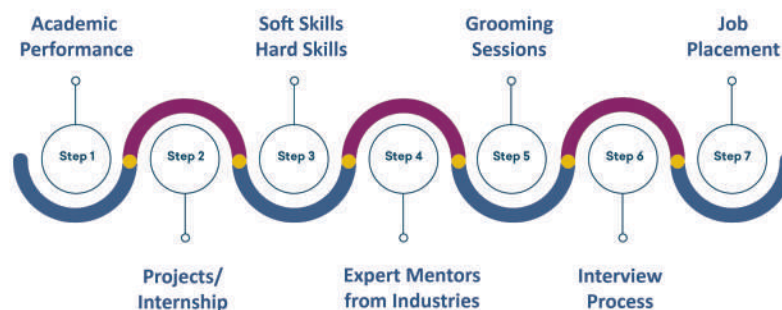 Academic
Performance
Soft Skills
Hard Skills
Grooming
Sessions
Job
Placement
Step 1
Step 2
Step 3
Step 4
Step 5
Step 6
Step 7
Projects/
Internship
Expert Mentors
from Industries
Interview
Process